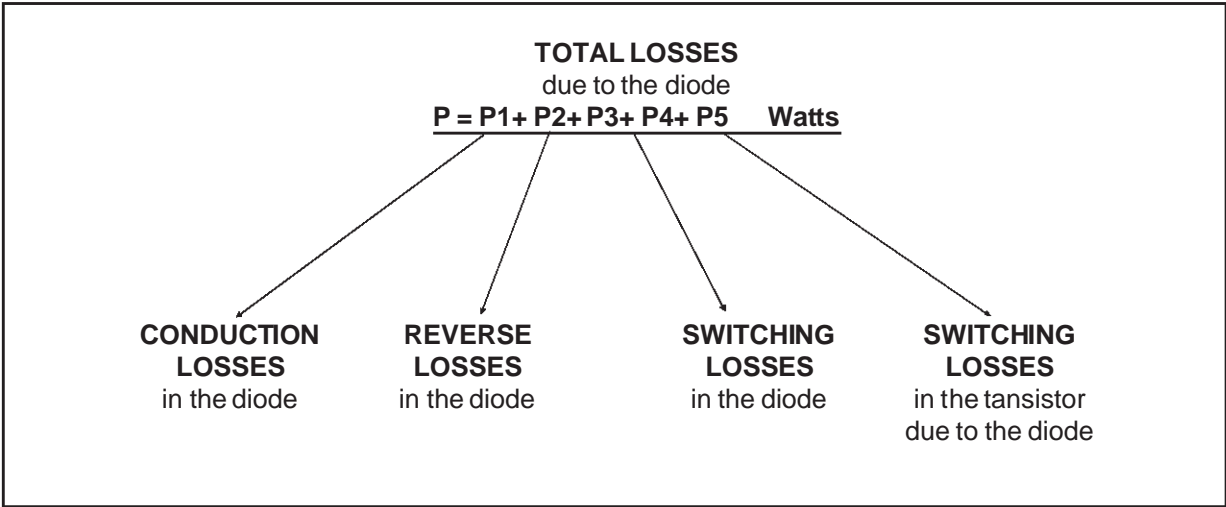 TOTAL LOSSES
due to the diode
P = P1+ P2+ P3+ P4+ P5 Watts
CONDUCTION
LOSSES
in the diode
REVERSE
LOSSES
in the diode
SWITCHING
LOSSES
in the diode
SWITCHING
LOSSES
in the tansistor
due to the diode